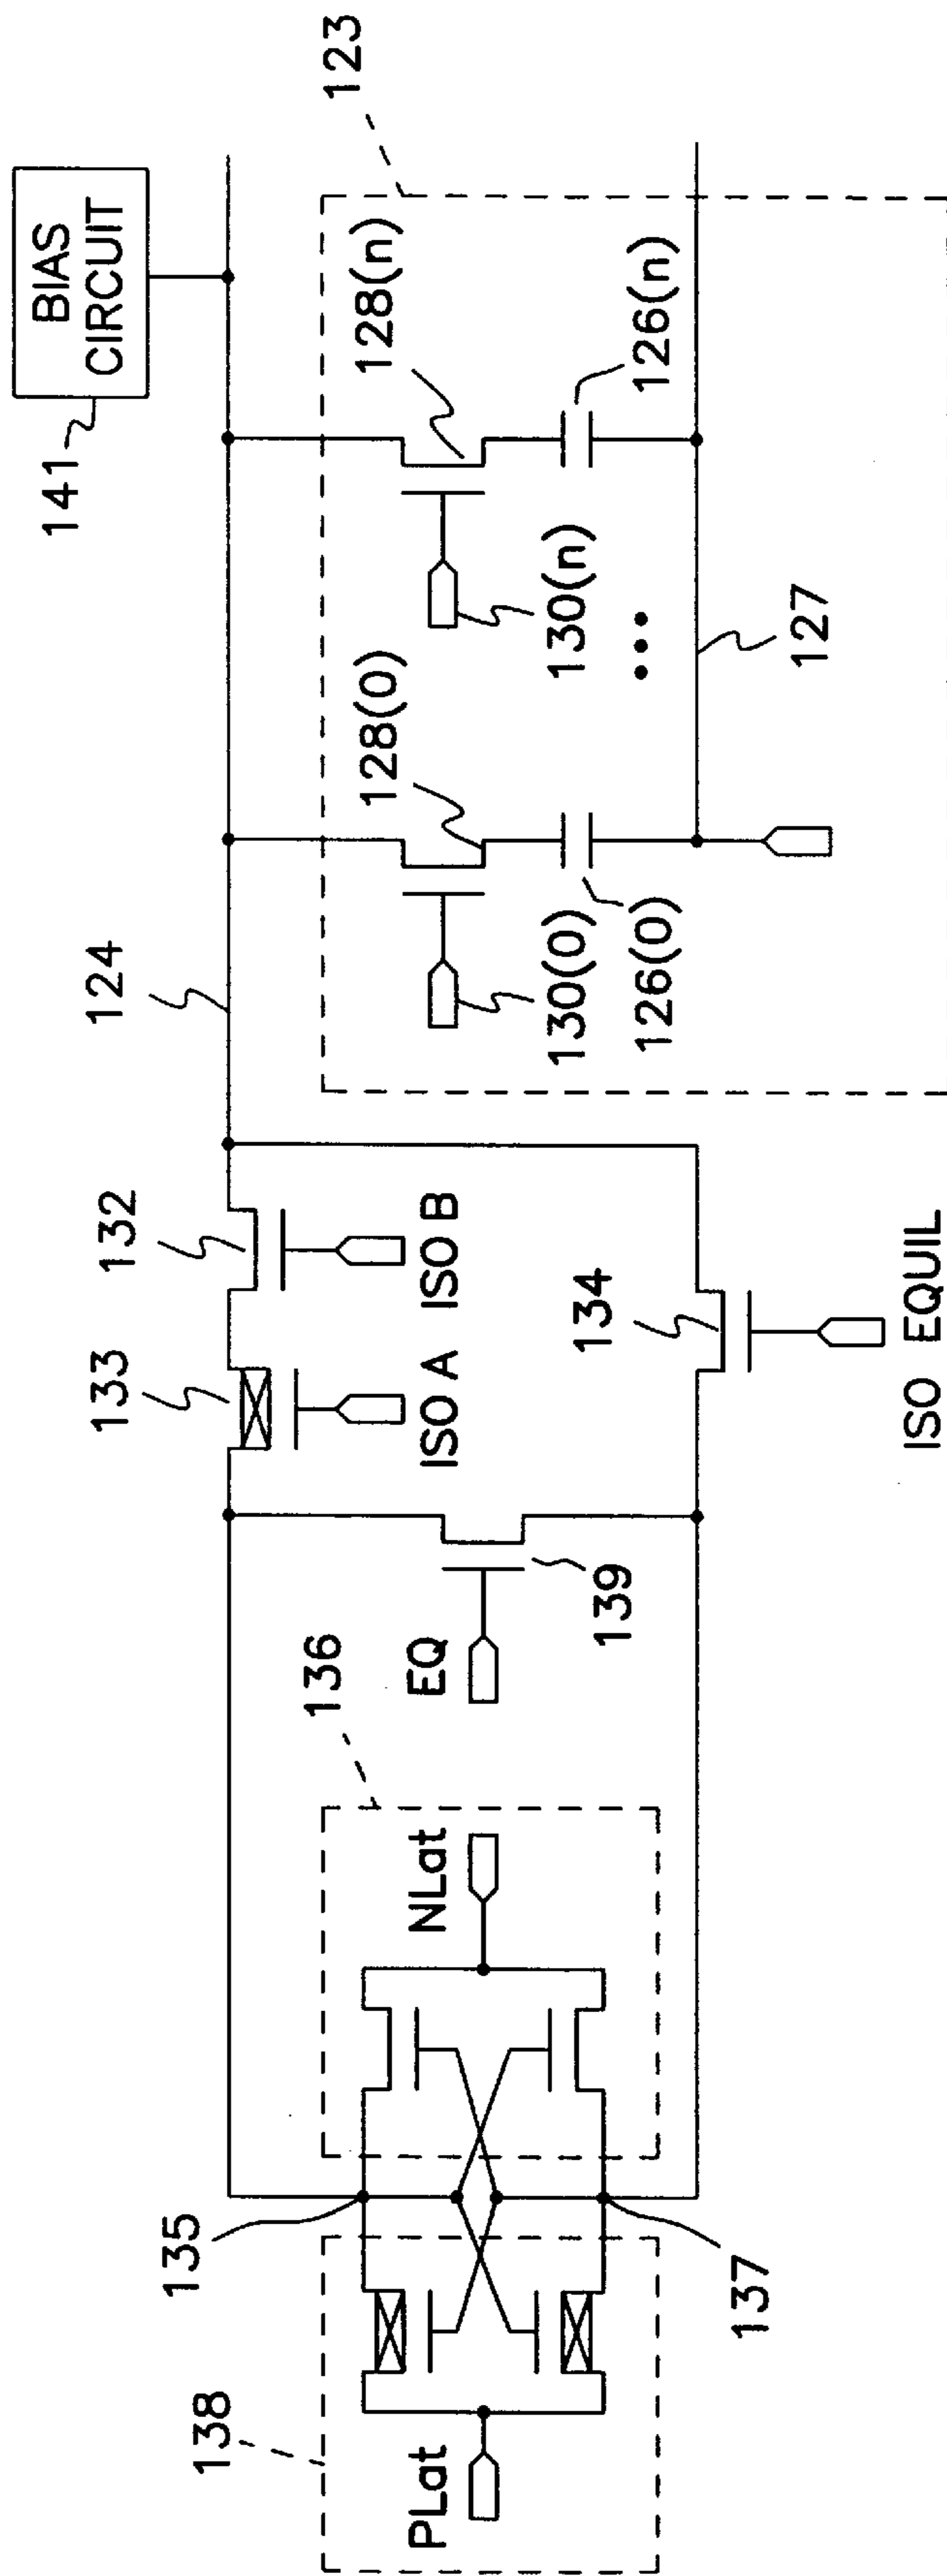 BIAS
CIRCUIT
141
123
124
128(n)
126(n)
130(n)
128(0)
130(0)
126(0)
127
132
133
ISO A
ISO B
134
ISO EQUIL
EQ
139
136
NLat
135
137
138
PLat